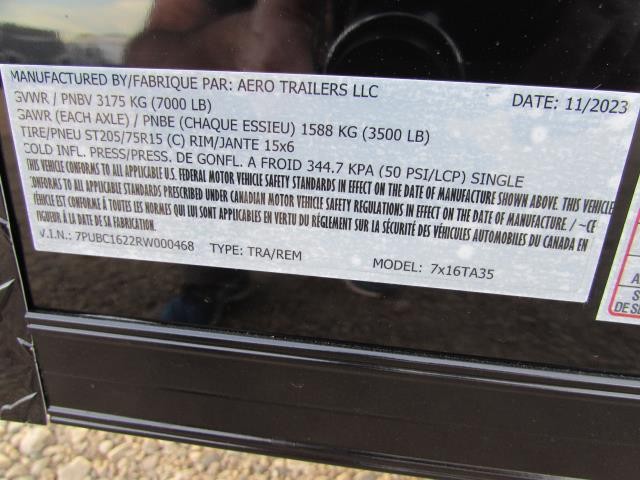 MANUFACTURED BY/FABRIQUE PAR: AERO TRAILERS LLC DATE: 11/2023
GVWR / PNBV 3175 KG (7000 LB)
GAWR (EACH AXLE) / PNBE (CHAQUE ESSIEU) 1588 KG (3500 LB)
TIRE/PNEU ST205/75R15 (C) RIM/JANTE 15x6
COLD INFL. PRESS/PRESS. DE GONFL. A FROID 344.7 KPA (50 PSI/LCP) SINGLE
THIS VEHICLE CONFORMS TO ALL APPLICABLE U.S. FEDERAL MOTOR VEHICLE SAFETY STANDARDS IN EFFECT ON THE DATE OF MANUFACTURE SHOWN ABOVE. THIS VEHICLE
CONFORMS TO ALL APPLICABLE STANDARDS PRESCRIBED UNDER CANADIAN MOTOR VEHICLE SAFETY REGULATIONS IN EFFECT ON THE DATE OF MANUFACTURE. / ~CE
VEHICULE EST CONFORME A TOUTES LES NORMES QUI LUI SONT APPLICABLES EN VERTU DU RÈGLEMENT SUR LA SÉCURITÉ DES VÉHICULES AUTOMOBILES DU CANADA EN
VIGUEUR A LA DATE DE SA FABRICATION.
V.I.N.: 7PUBC1622RW000468 TYPE: TRA/REM MODEL: 7x16TA35